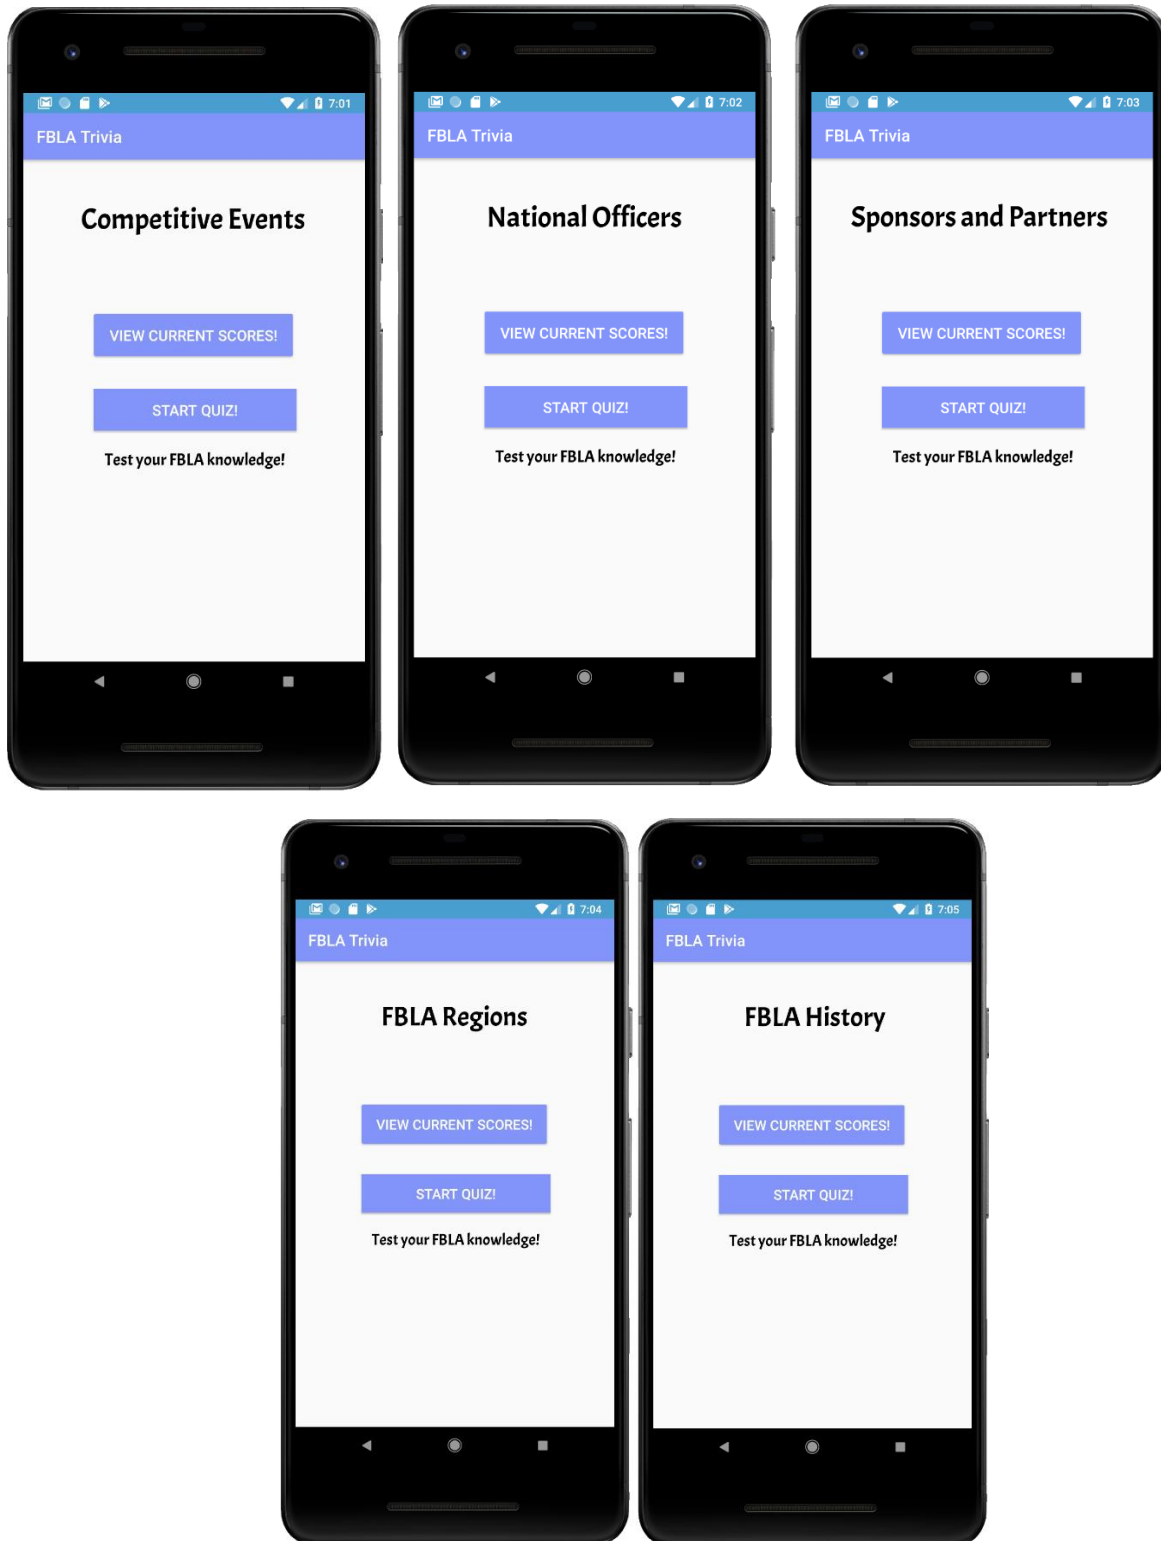 7:01
FBLA Trivia
Competitive Events
VIEW CURRENT SCORES!
START QUIZ!
Test your FBLA knowledge!
7:02
FBLA Trivia
National Officers
VIEW CURRENT SCORES!
START QUIZ!
Test your FBLA knowledge!
7:03
FBLA Trivia
Sponsors and Partners
VIEW CURRENT SCORES!
START QUIZ!
Test your FBLA knowledge!
7:04
FBLA Trivia
FBLA Regions
VIEW CURRENT SCORES!
START QUIZ!
Test your FBLA knowledge!
7:05
FBLA Trivia
FBLA History
VIEW CURRENT SCORES!
START QUIZ!
Test your FBLA knowledge!